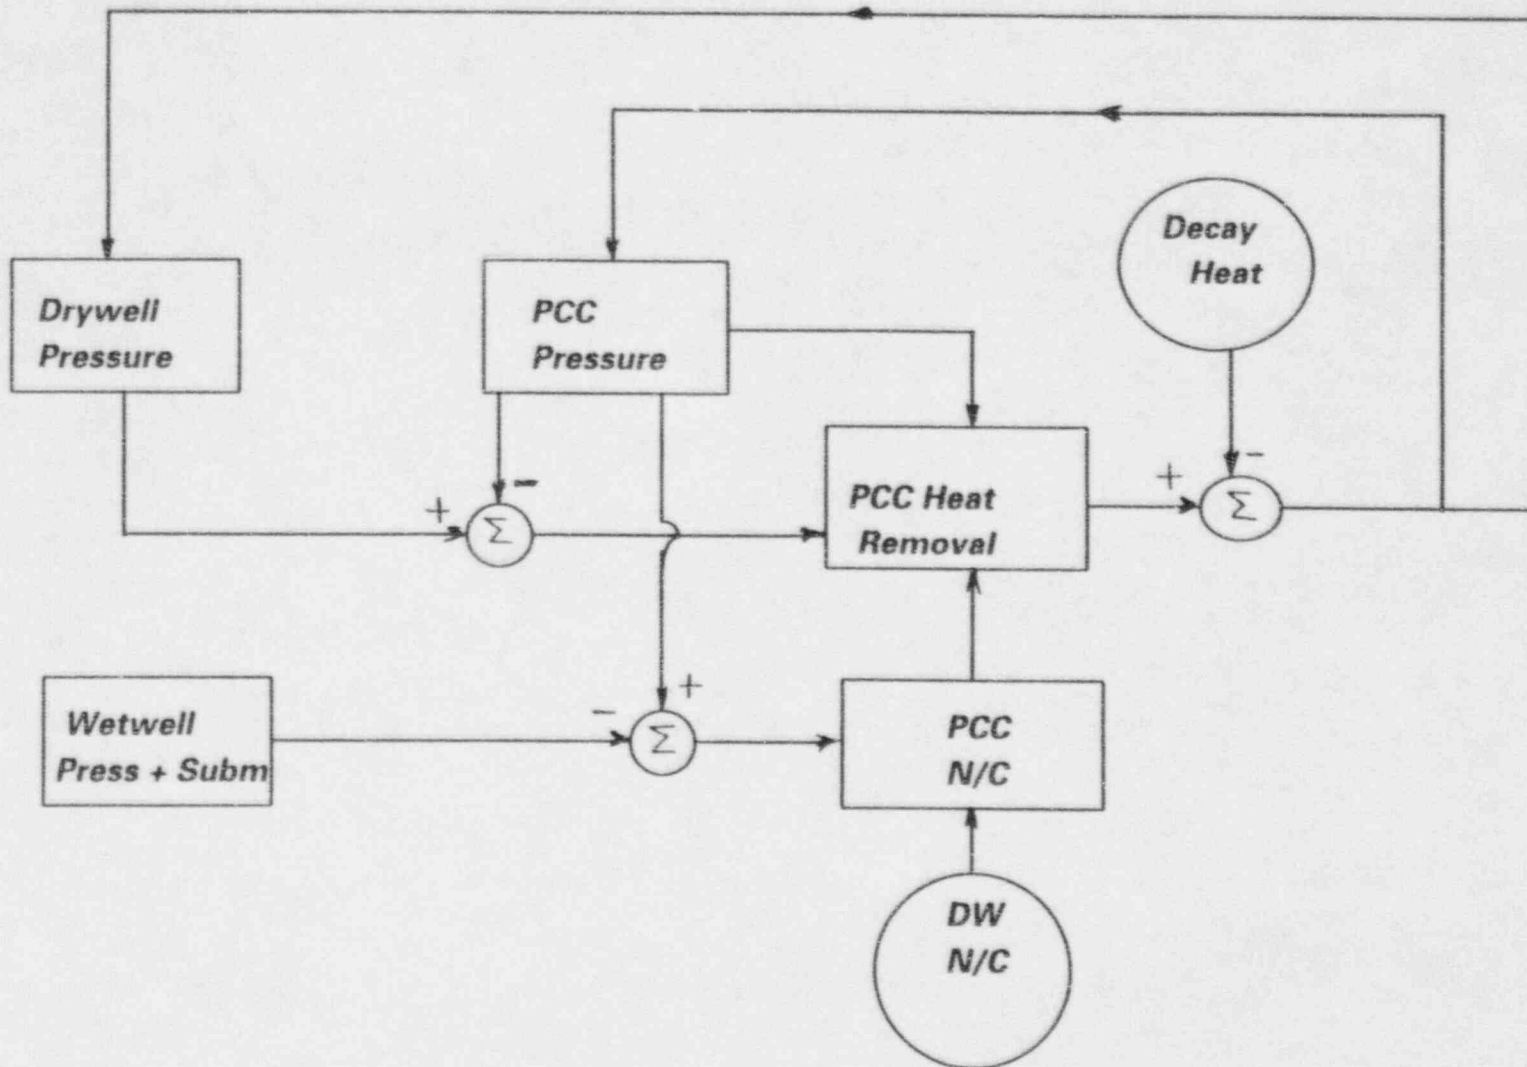 Decay
Heat
Drywell
Pressure
PCC
Pressure
+
-
Σ
PCC Heat
Removal
+
-
Σ
Wetwell
Press + Subm
-
+
Σ
PCC
N/C
DW
N/C